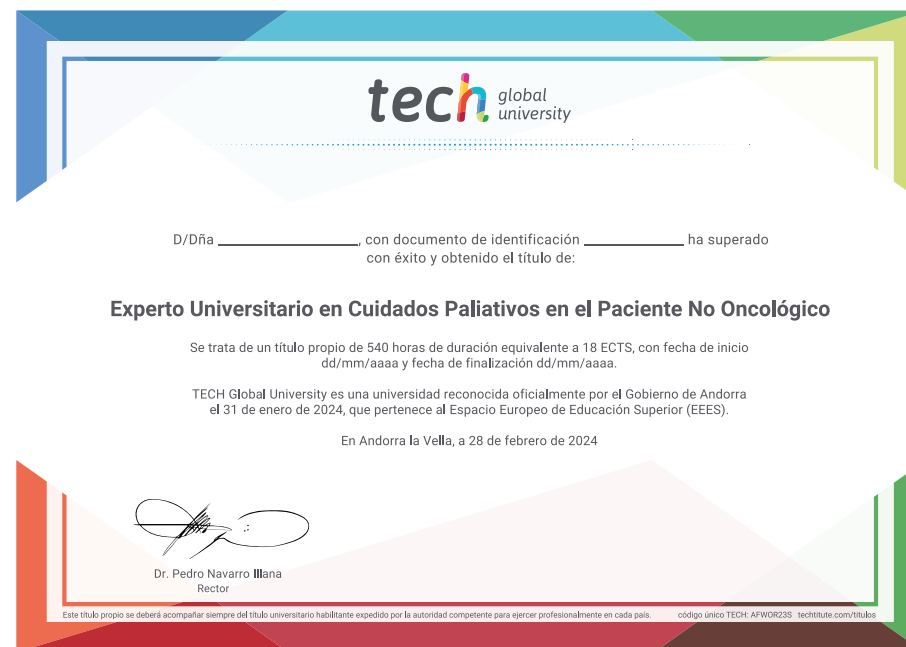 tech global university
D/Dña ____________________, con documento de identificación ______________ ha superado
con éxito y obtenido el título de:
Experto Universitario en Cuidados Paliativos en el Paciente No Oncológico
Se trata de un título propio de 540 horas de duración equivalente a 18 ECTS, con fecha de inicio
dd/mm/aaaa y fecha de finalización dd/mm/aaaa.
TECH Global University es una universidad reconocida oficialmente por el Gobierno de Andorra
el 31 de enero de 2024, que pertenece al Espacio Europeo de Educación Superior (EEES).
En Andorra la Vella, a 28 de febrero de 2024
Dr. Pedro Navarro Illana
Rector
Este título propio se deberá acompañar siempre del título universitario habilitante expedido por la autoridad competente para ejercer profesionalmente en cada país. código único TECH: AFWOR23S techtitute.com/titulos